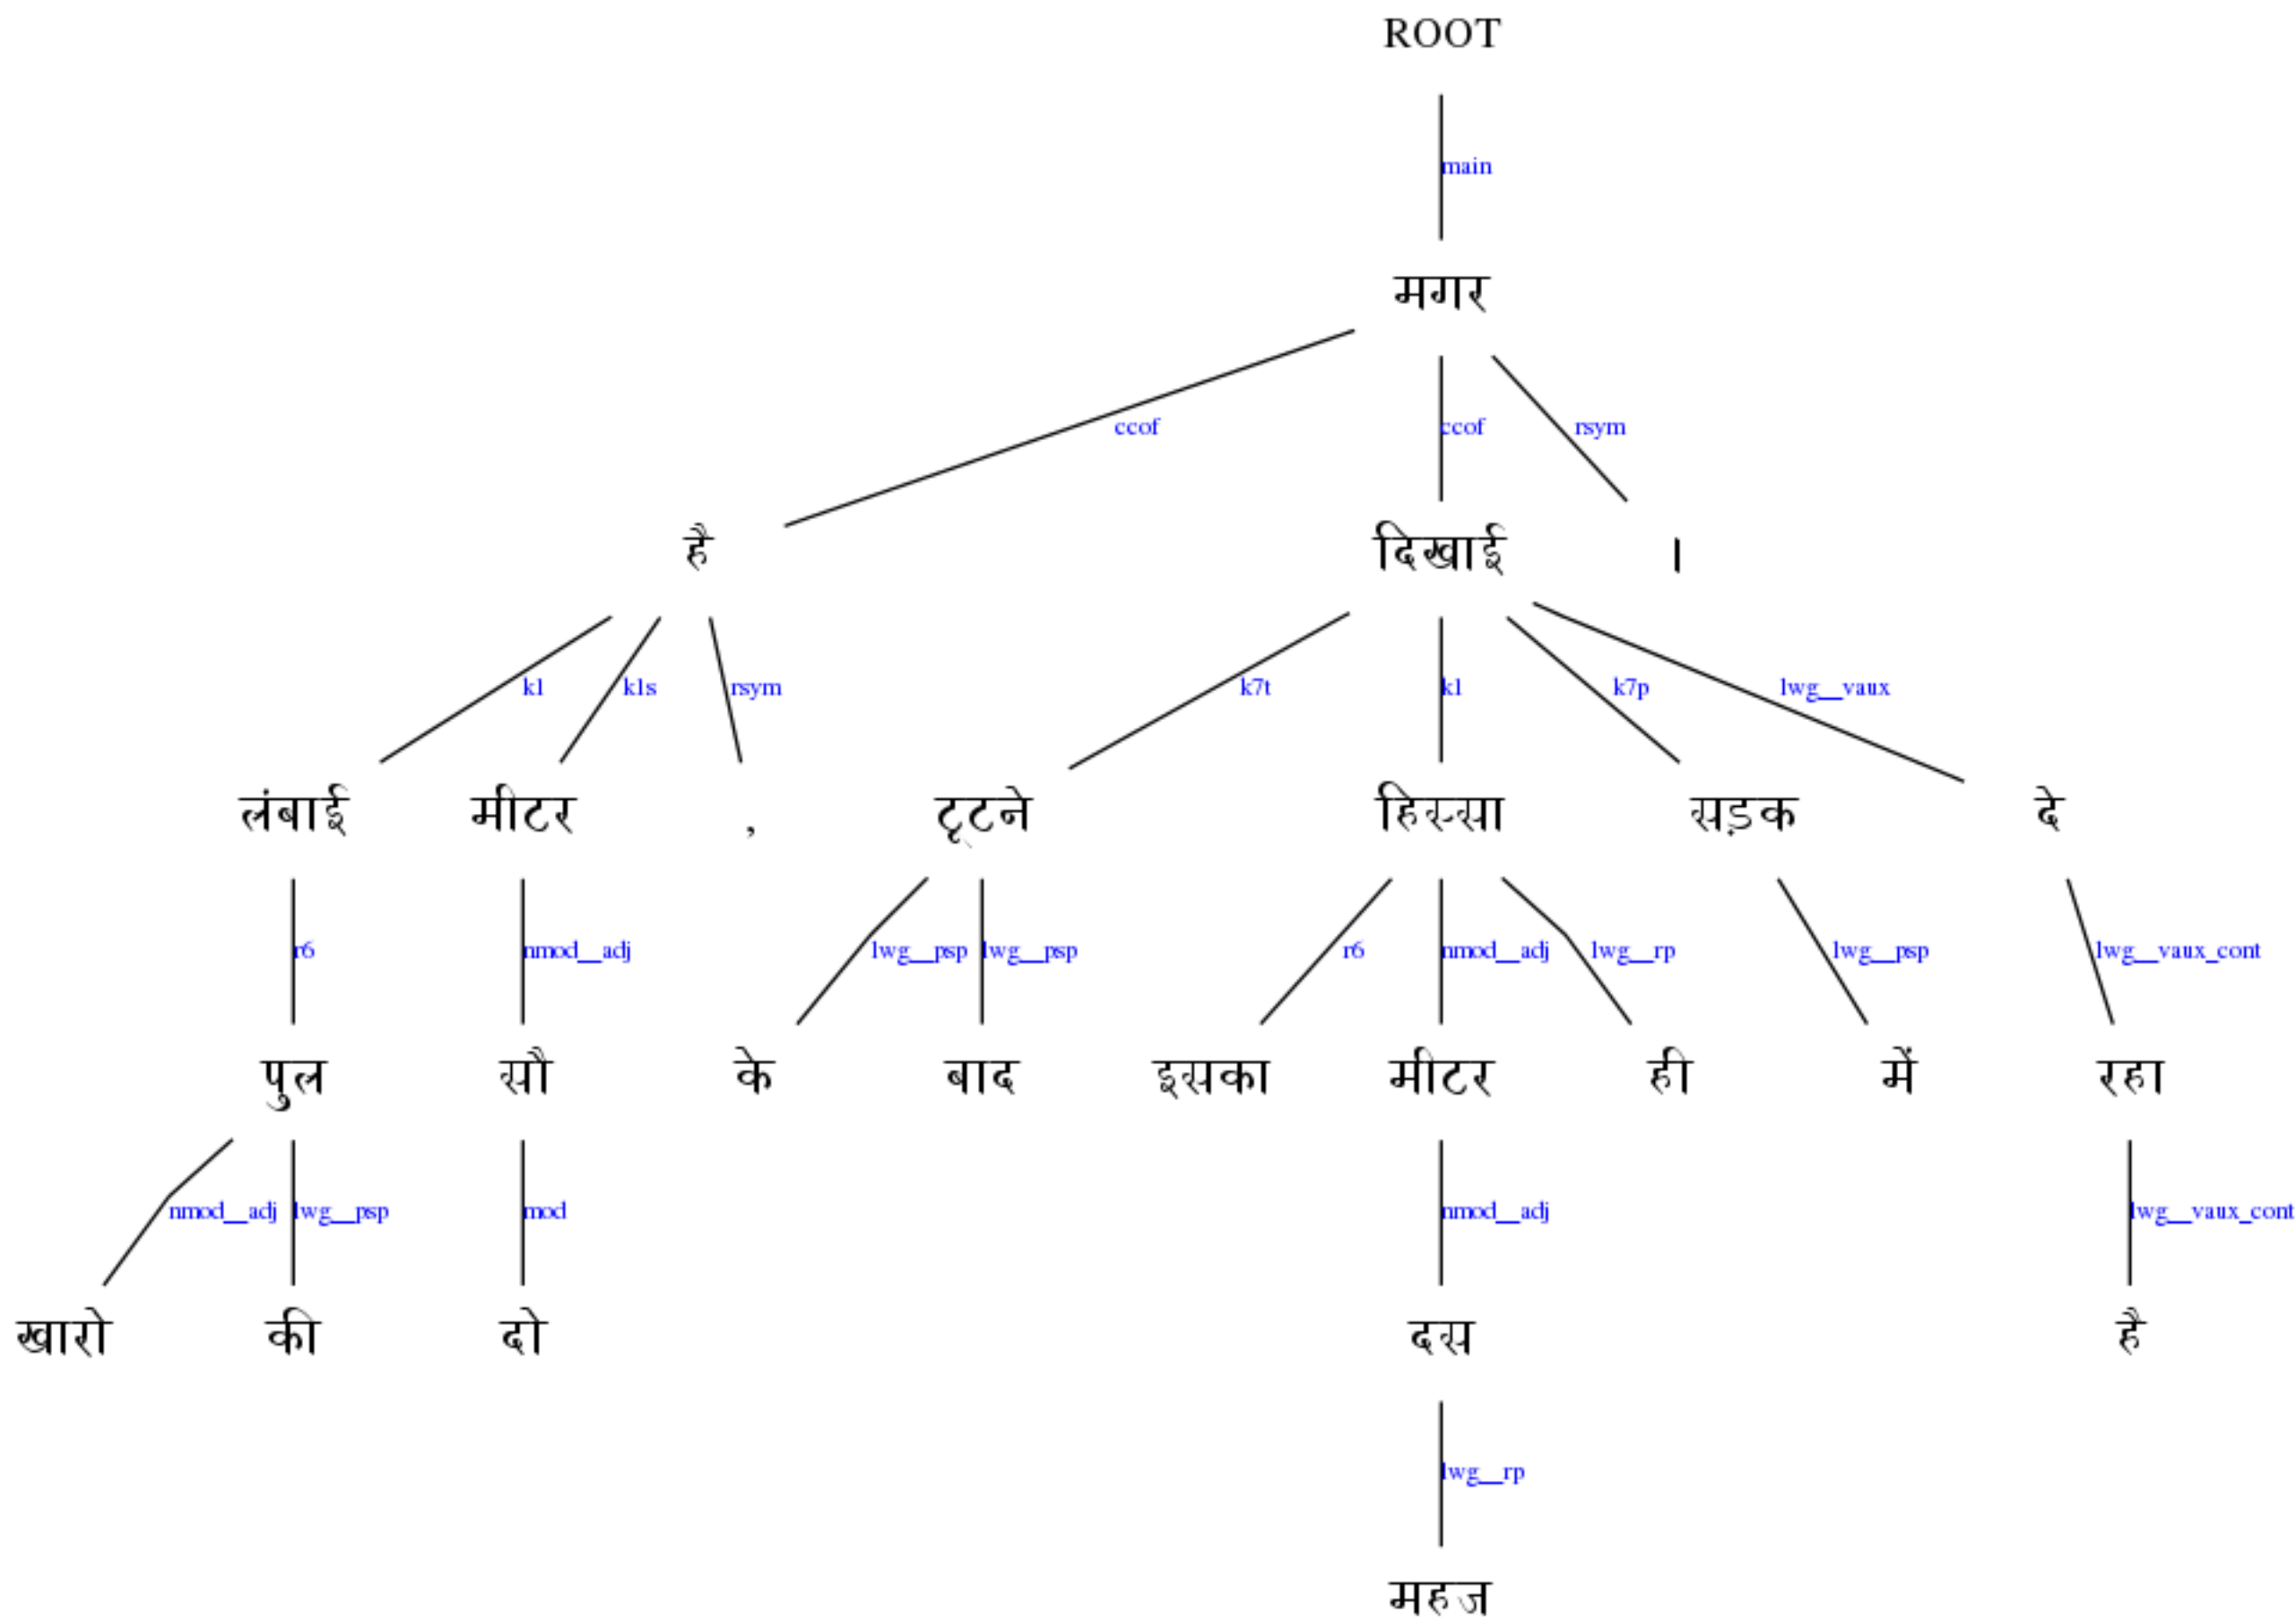 ROOT
main
मगर
ccof ccof rsym
है दिखाई ।
k1 k1s rsym k7t k1 k7p lwg__vaux
लंबाई मीटर , टूटने हिस्सा सड़क दे
r6 nmod__adj lwg__psp lwg__psp r6 nmod__adj lwg__rp lwg__psp lwg__vaux_cont
पुल सौ के बाद इसका मीटर ही में रहा
nmod__adj lwg__psp mod nmod__adj lwg__vaux_cont
खारो की दो दस है
lwg__rp
महज